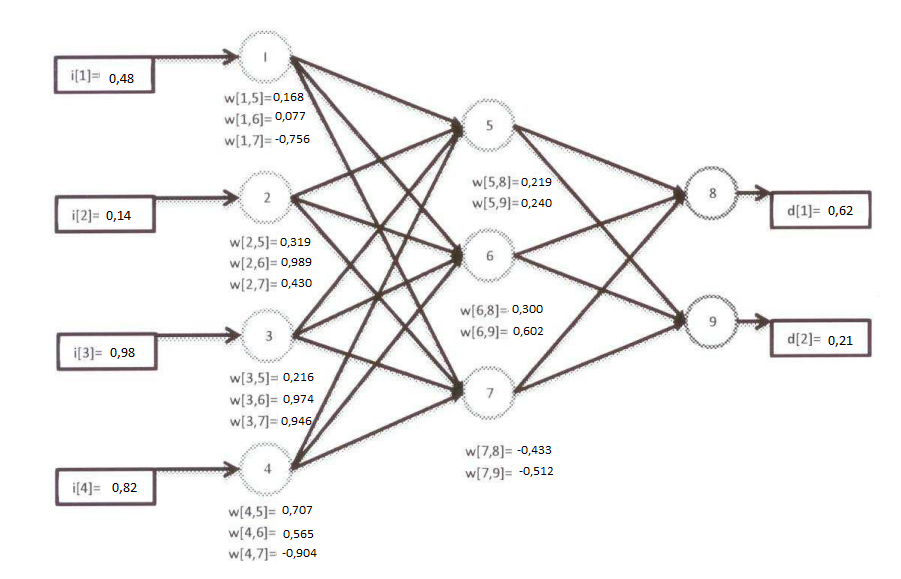 1
i[1]= 0,48
w[1,5]=0,168
w[1,6]=0,077
w[1,7]=-0,756
5
w[5,8]=0,219
w[5,9]=0,240
2
i[2]= 0,14
w[2,5]=0,319
w[2,6]=0,989
w[2,7]=0,430
8
d[1]= 0,62
6
w[6,8]=0,300
w[6,9]=0,602
3
i[3]= 0,98
w[3,5]=0,216
w[3,6]=0,974
w[3,7]=0,946
9
d[2]= 0,21
7
w[7,8]= -0,433
w[7,9]= -0,512
4
i[4]= 0,82
w[4,5]= 0,707
w[4,6]= 0,565
w[4,7]= -0,904